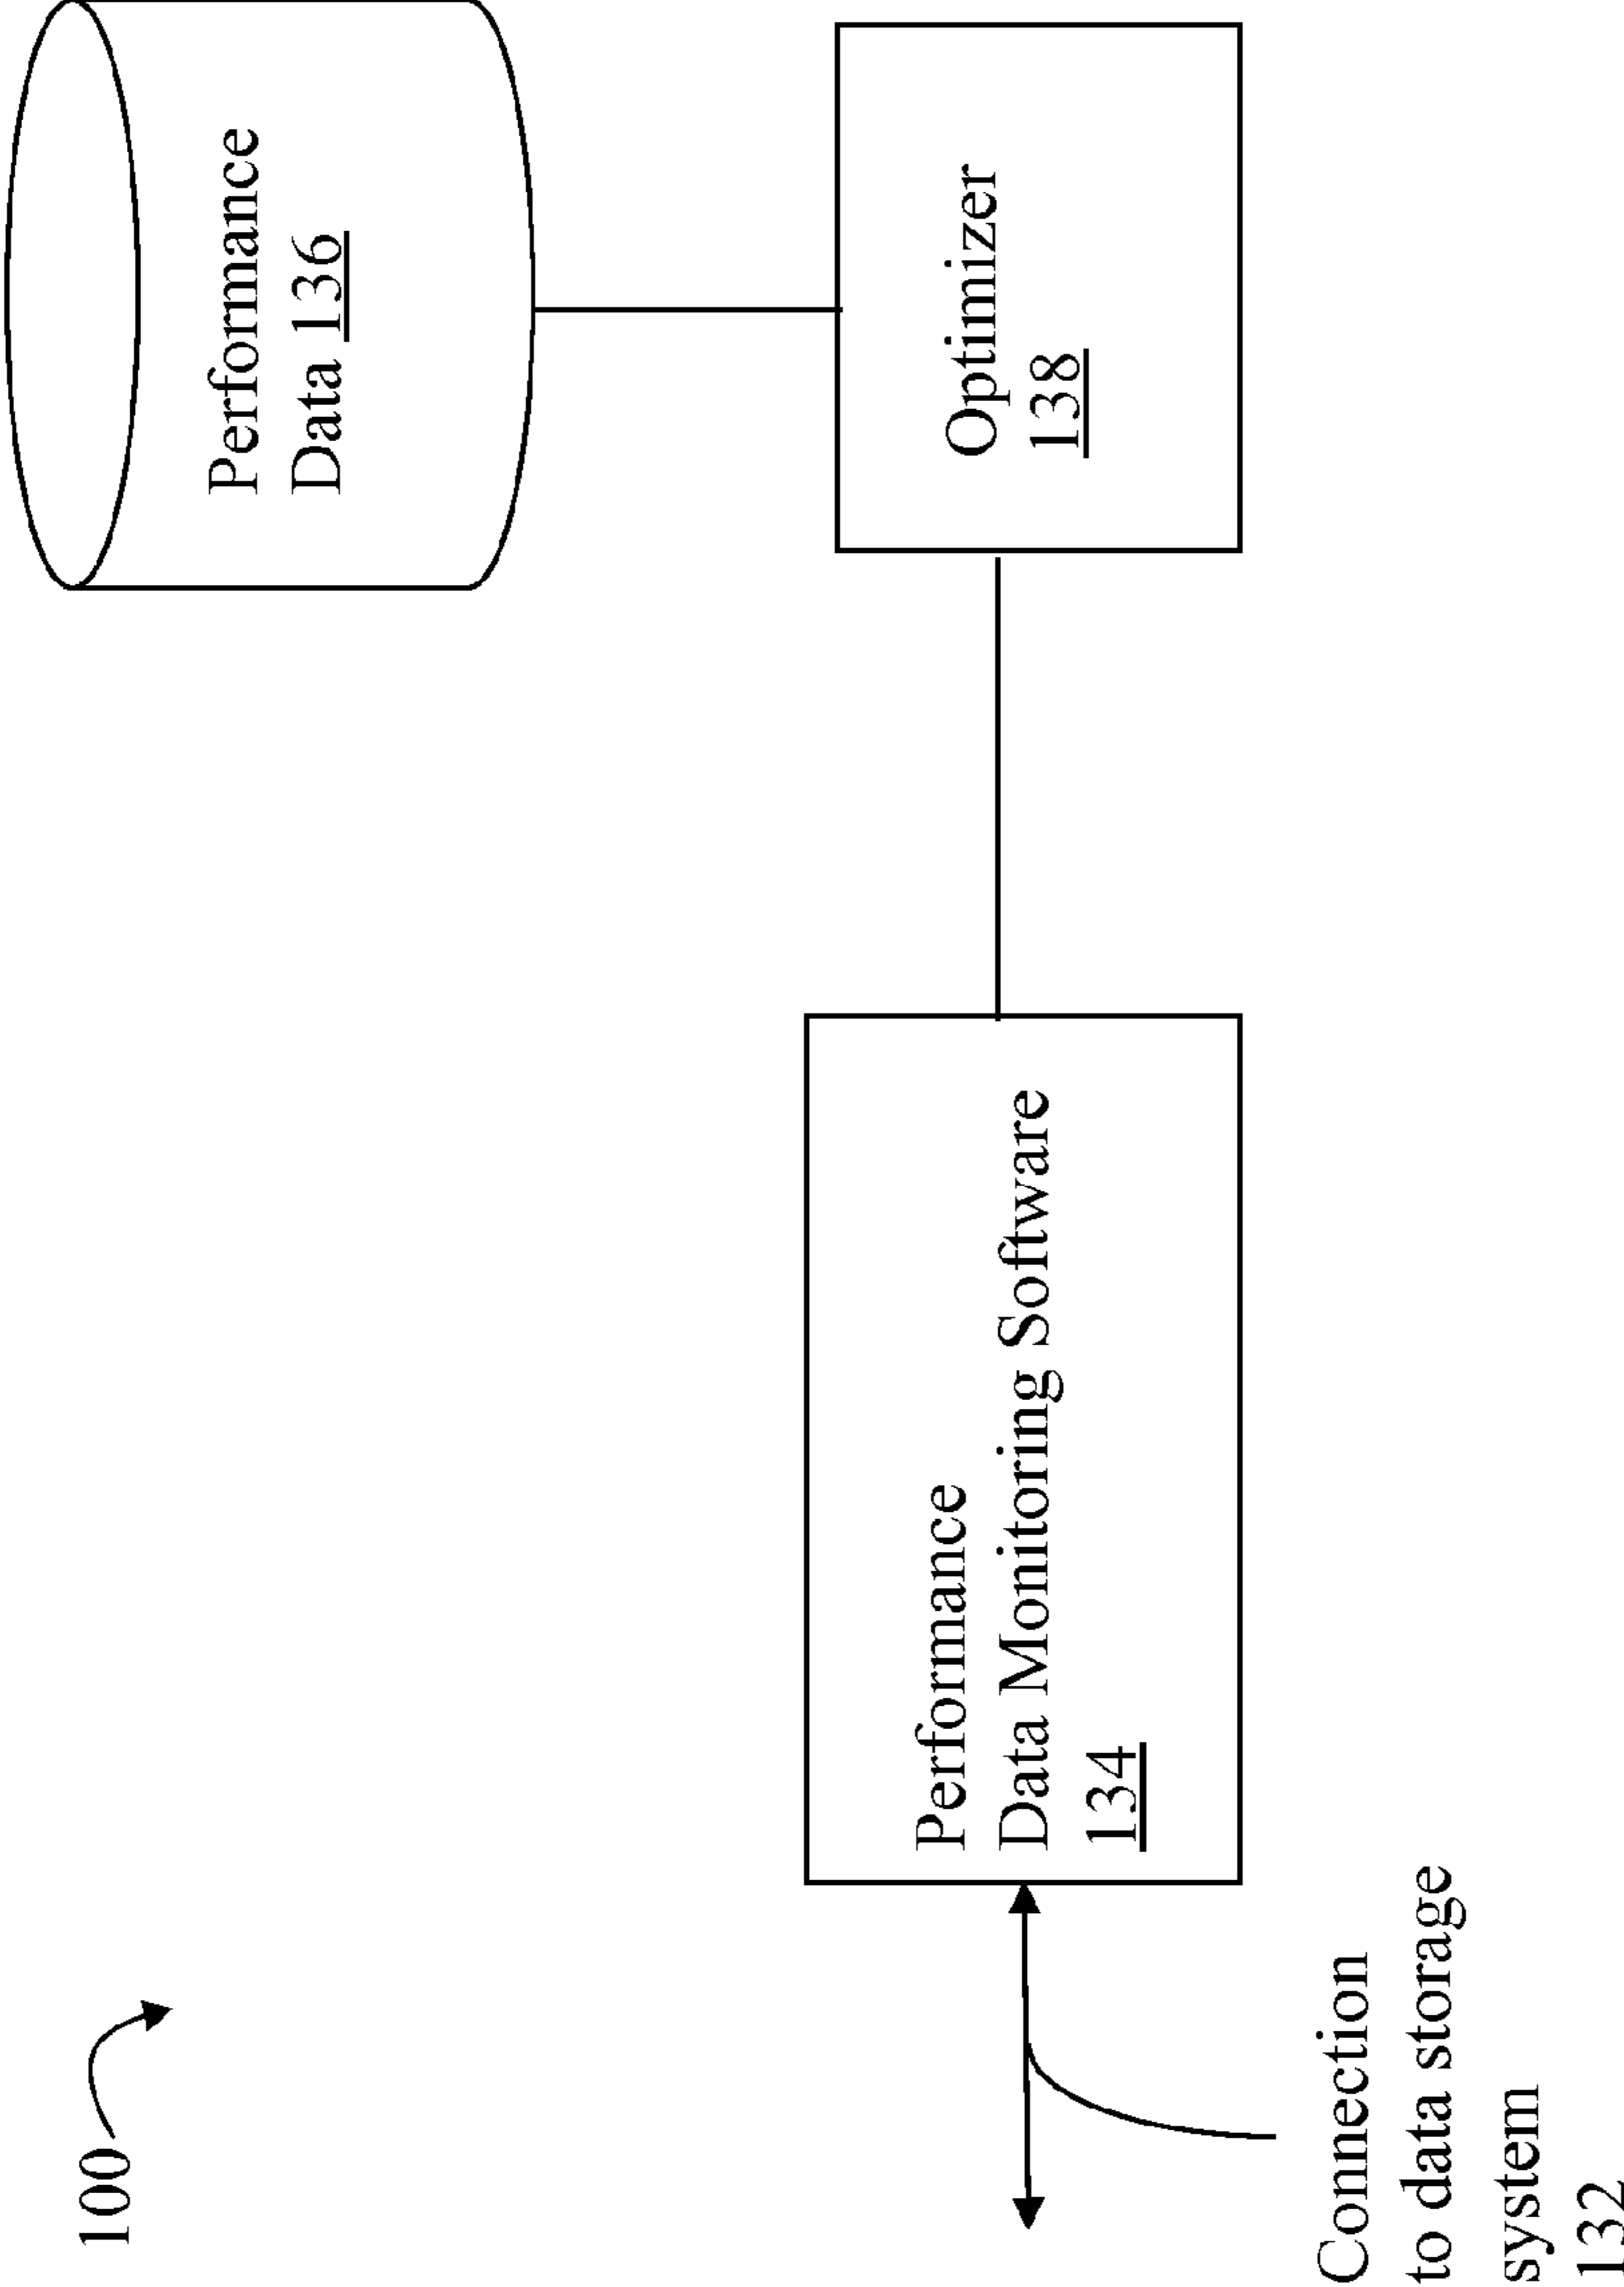 100
Performance
Data 136
Performance
Data Monitoring Software
134
Optimizer
138
Connection
to data storage
system
132